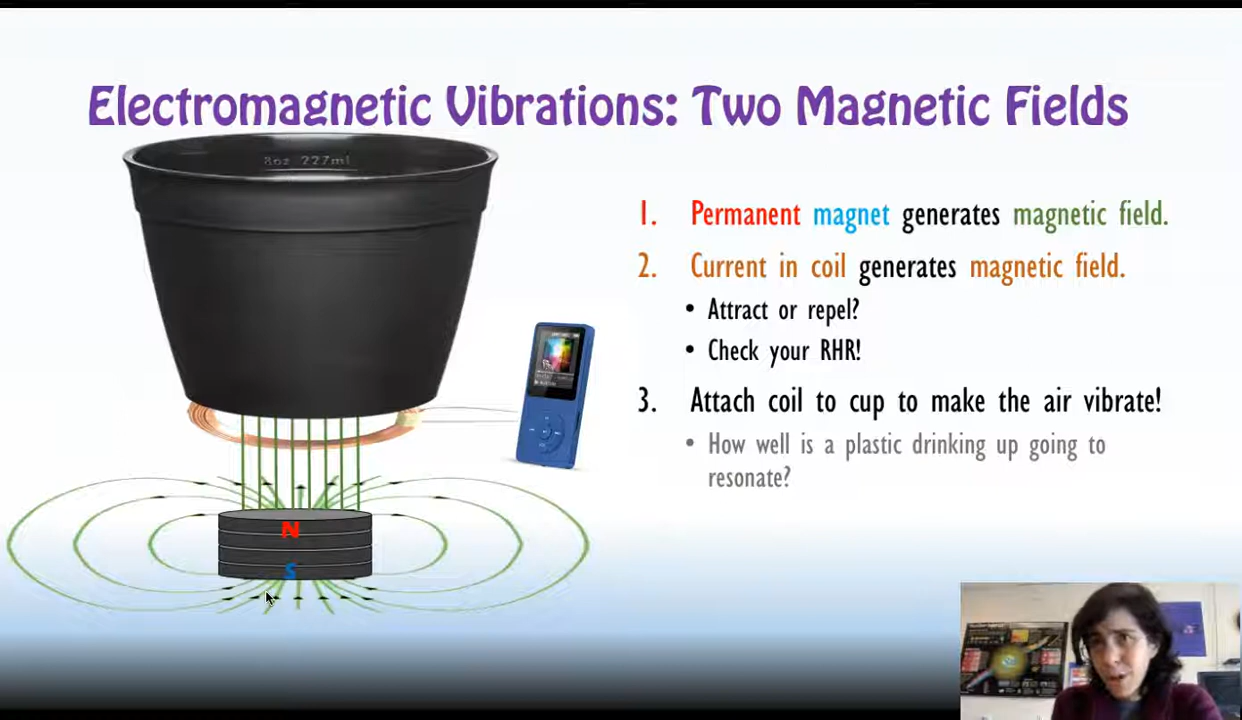 Electromagnetic Vibrations: Two Magnetic Fields
8oz 227ml
1. Permanent magnet generates magnetic field.
2. Current in coil generates magnetic field.
• Attract or repel?
• Check your RHR!
3. Attach coil to cup to make the air vibrate!
• How well is a plastic drinking up going to
resonate?
N
S